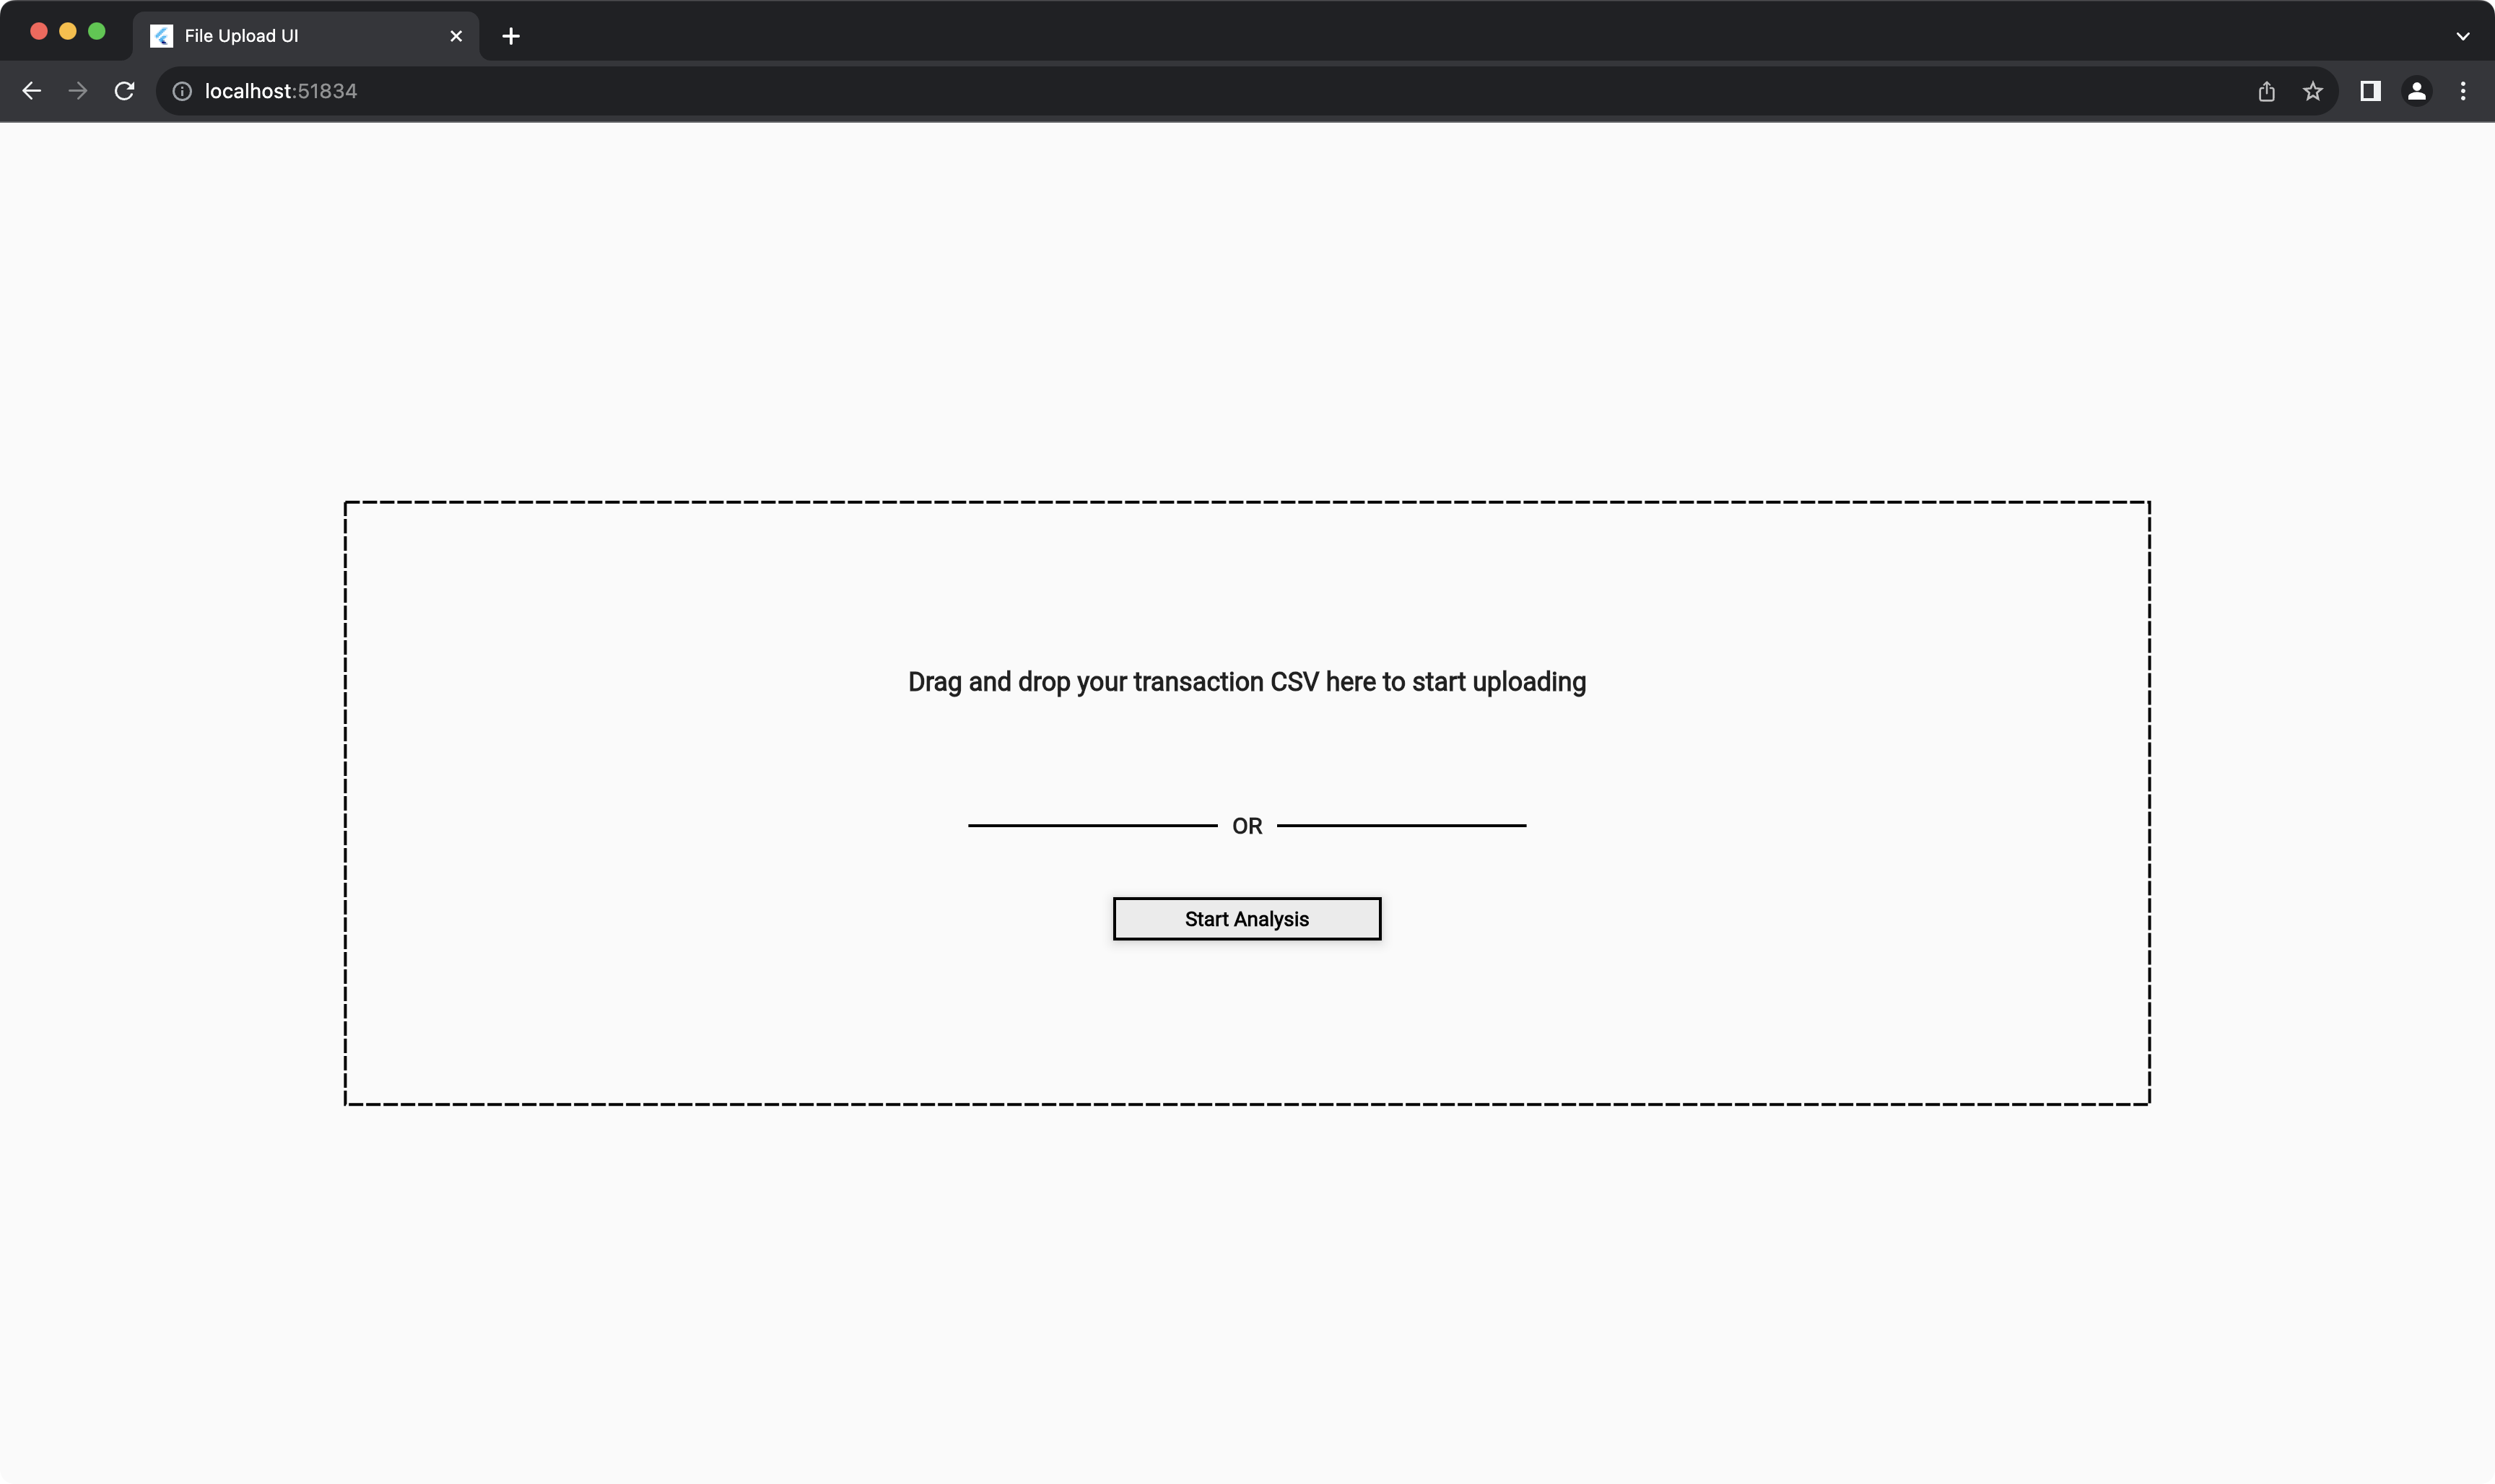 File Upload UI
localhost:51834
Drag and drop your transaction CSV here to start uploading
OR
Start Analysis